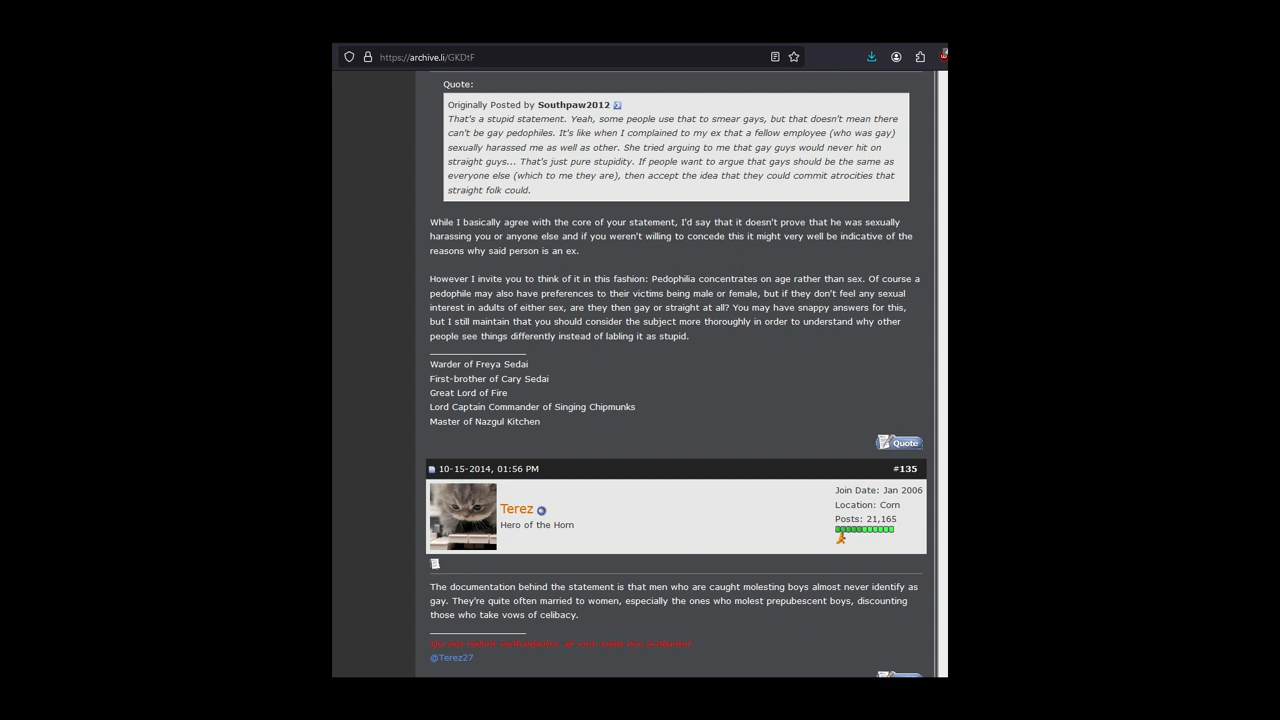 https://archive.li/GKDtF
Quote:
Originally Posted by Southpaw2012
That's a stupid statement. Yeah, some people use that to smear gays, but that doesn't mean there
can't be gay pedophiles. It's like when I complained to my ex that a fellow employee (who was gay)
sexually harassed me as well as other. She tried arguing to me that gay guys would never hit on
straight guys... That's just pure stupidity. If people want to argue that gays should be the same as
everyone else (which to me they are), then accept the idea that they could commit atrocities that
straight folk could.
While I basically agree with the core of your statement, I'd say that it doesn't prove that he was sexually
harassing you or anyone else and if you weren't willing to concede this it might very well be indicative of the
reasons why said person is an ex.
However I invite you to think of it in this fashion: Pedophilia concentrates on age rather than sex. Of course a
pedophile may also have preferences to their victims being male or female, but if they don't feel any sexual
interest in adults of either sex, are they then gay or straight at all? You may have snappy answers for this,
but I still maintain that you should consider the subject more thoroughly in order to understand why other
people see things differently instead of labling it as stupid.
Warder of Freya Sedai
First-brother of Cary Sedai
Great Lord of Fire
Lord Captain Commander of Singing Chipmunks
Master of Nazgul Kitchen
Quote
10-15-2014, 01:56 PM #135
Terez
Hero of the Horn
Join Date: Jan 2006
Location: Corn
Posts: 21,165
The documentation behind the statement is that men who are caught molesting boys almost never identify as
gay. They're quite often married to women, especially the ones who molest prepubescent boys, discounting
those who take vows of celibacy.
@Terez27